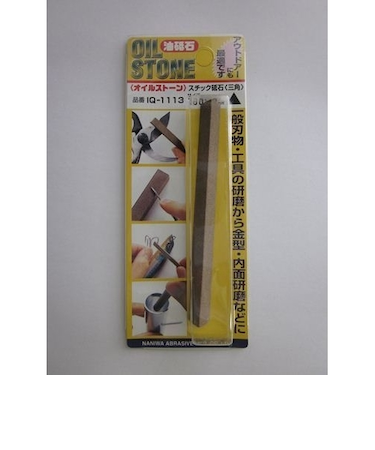 OIL
STONE
油砥石
アウトドアー
にも
最適です
〈オイルストーン〉スチック砥石〈三角〉
品番 IQ-1113
一般刃物・工具の研磨から金型・内面研磨などに
NANIWA ABRASIVE